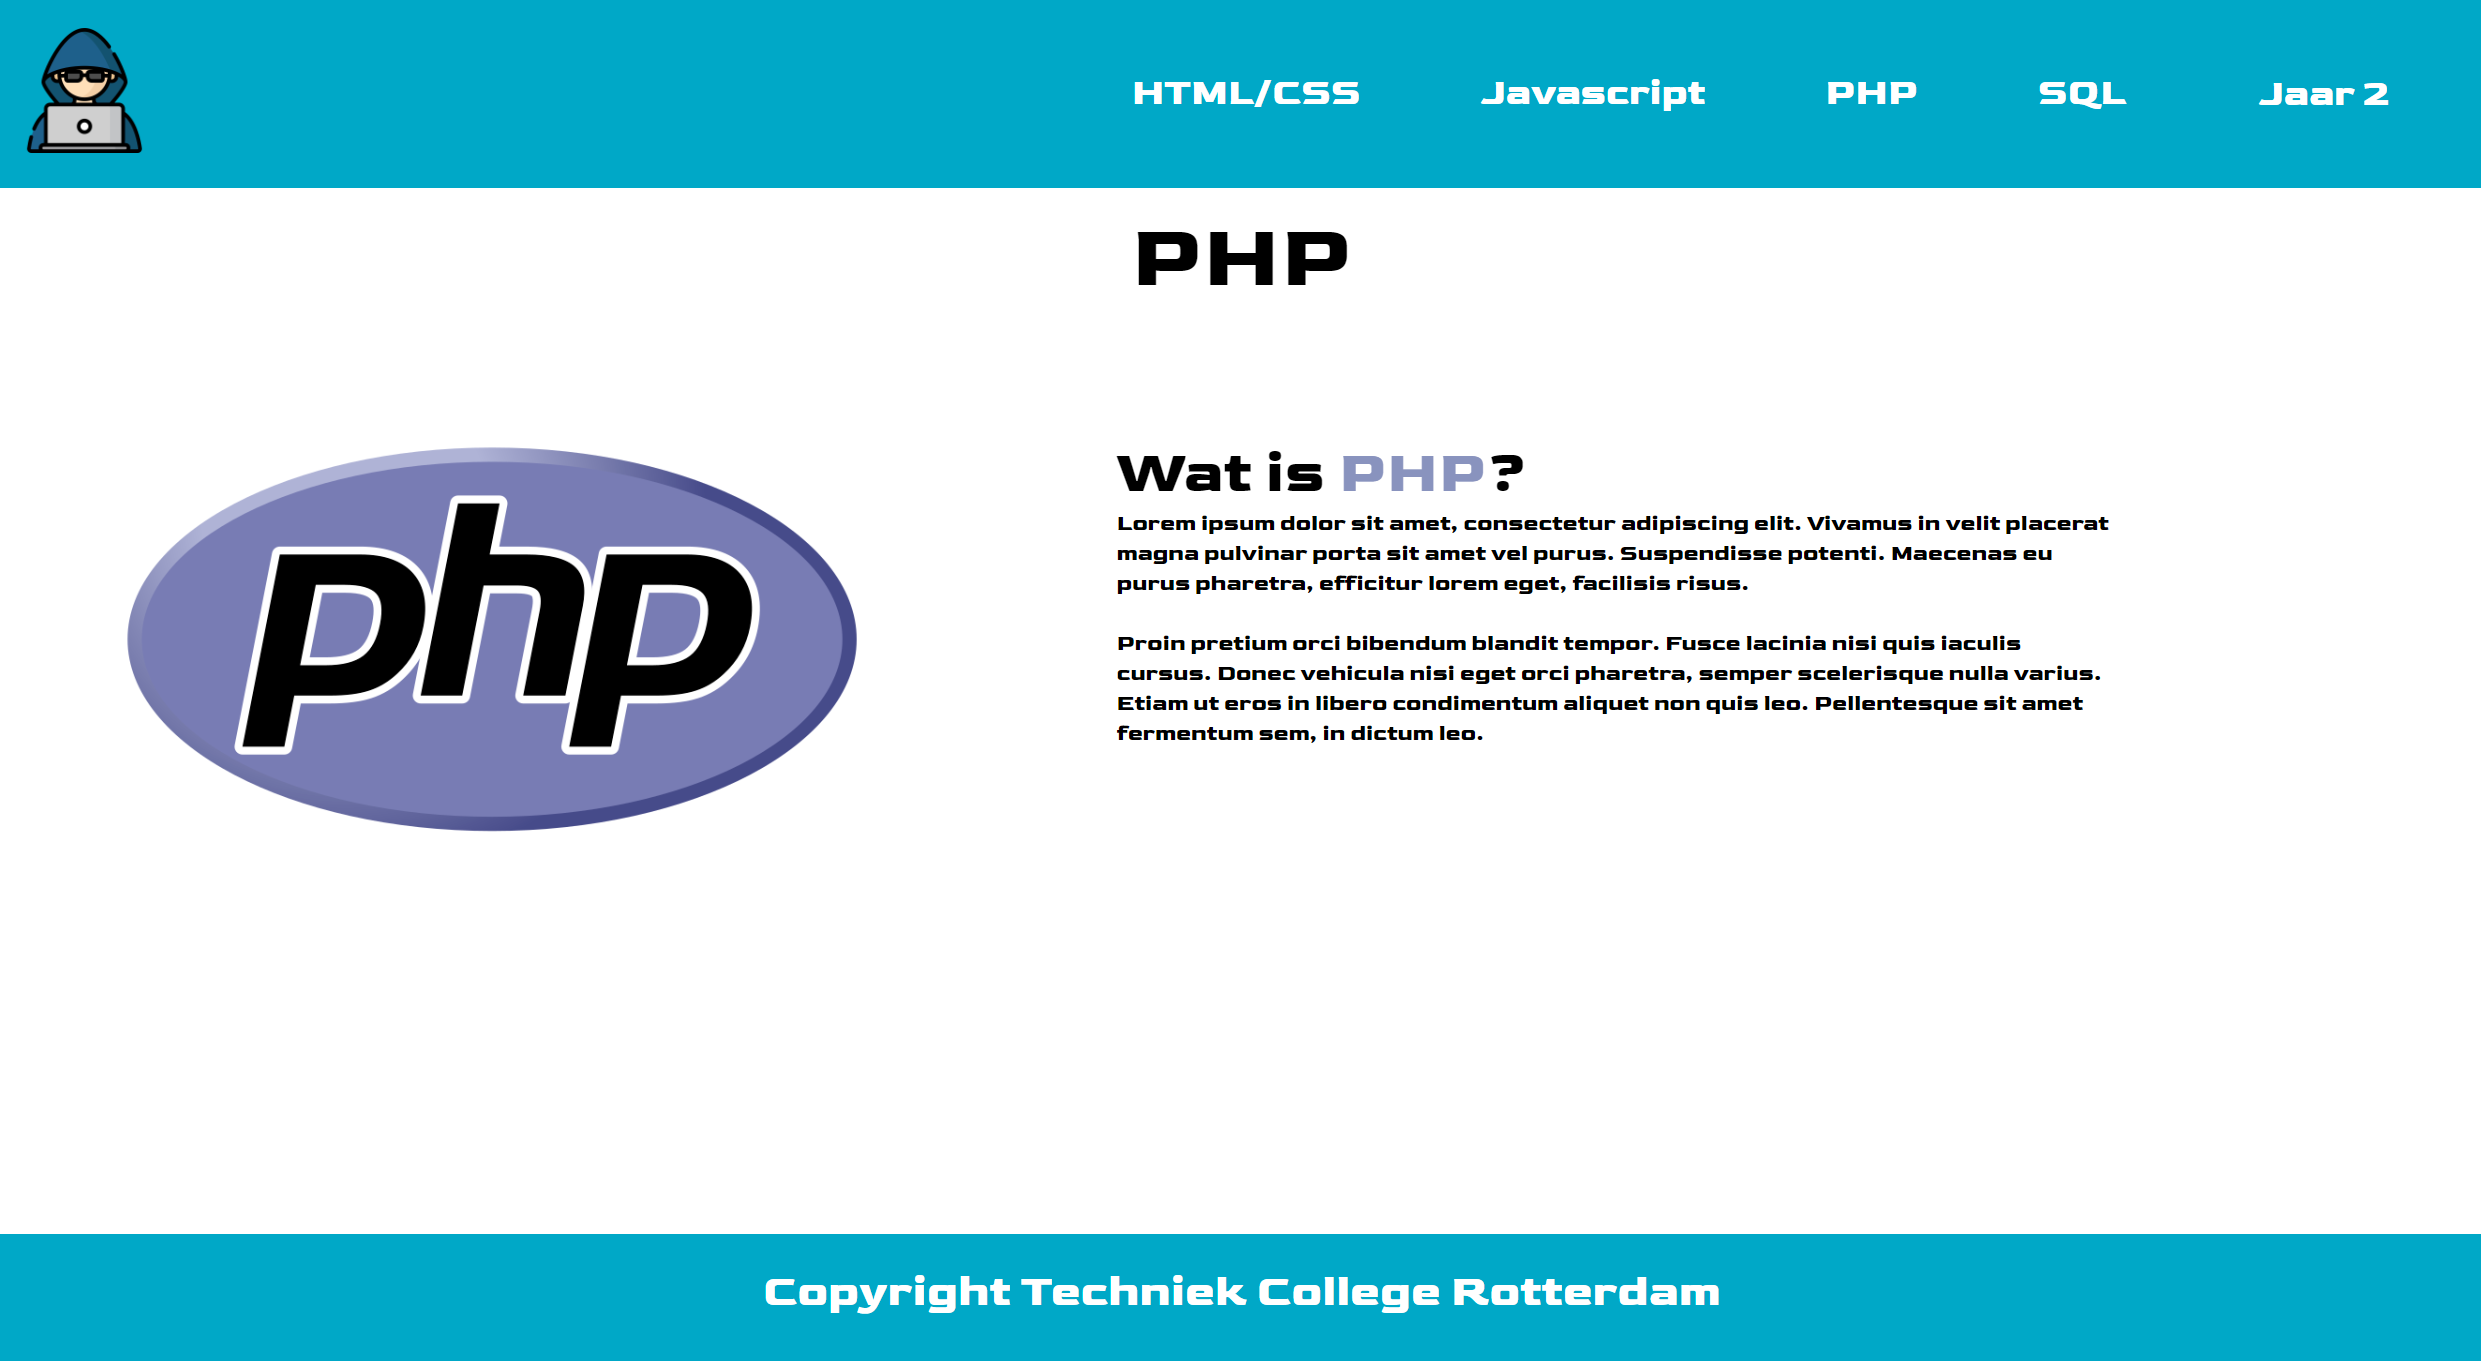 HTML/CSS Javascript PHP SQL Jaar 2
PHP
php
Wat is PHP?
Lorem ipsum dolor sit amet, consectetur adipiscing elit. Vivamus in velit placerat
magna pulvinar porta sit amet vel purus. Suspendisse potenti. Maecenas eu
purus pharetra, efficitur lorem eget, facilisis risus.
Proin pretium orci bibendum blandit tempor. Fusce lacinia nisi quis iaculis
cursus. Donec vehicula nisi eget orci pharetra, semper scelerisque nulla varius.
Etiam ut eros in libero condimentum aliquet non quis leo. Pellentesque sit amet
fermentum sem, in dictum leo.
Copyright Techniek College Rotterdam